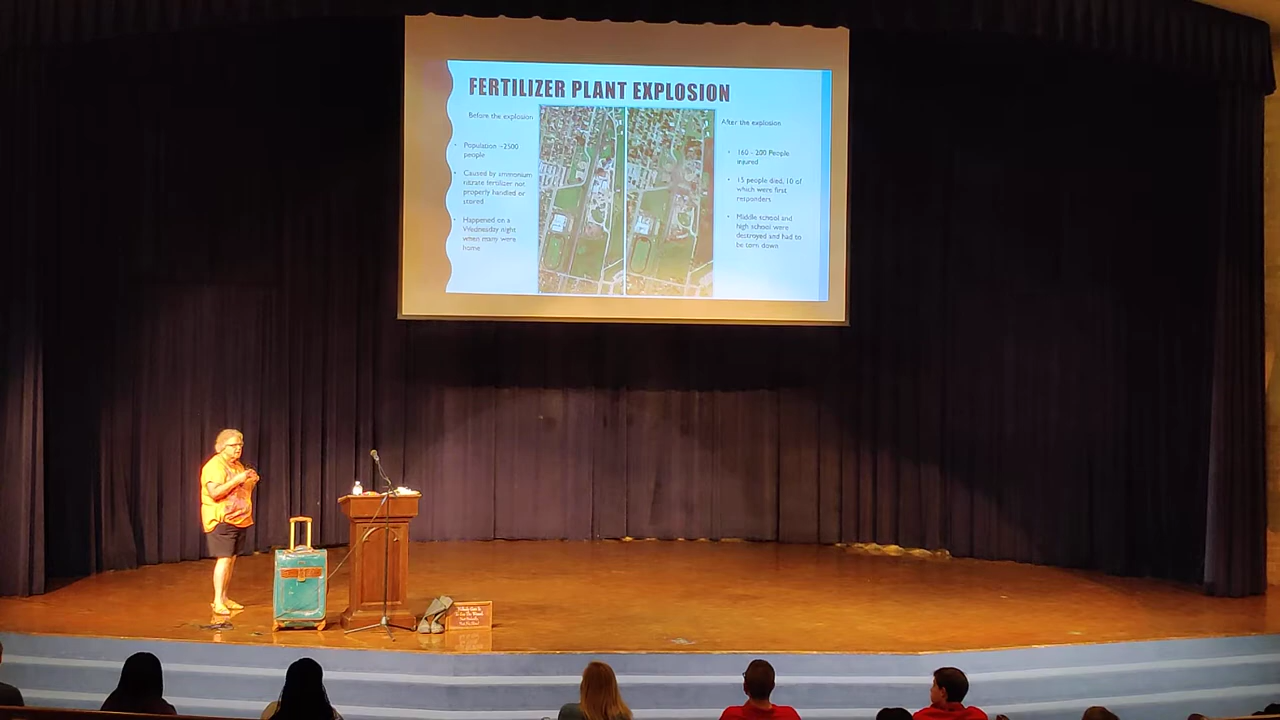 FERTILIZER PLANT EXPLOSION
Before the explosion
• Population ~2500
people
• Caused by ammonium
nitrate fertilizer not
properly handled or
stored
• Happened on a
Wednesday night
when many were
home
After the explosion
• 160 - 200 People
injured
• 15 people died, 10 of
which were first
responders
• Middle school and
high school were
destroyed and had to
be torn down